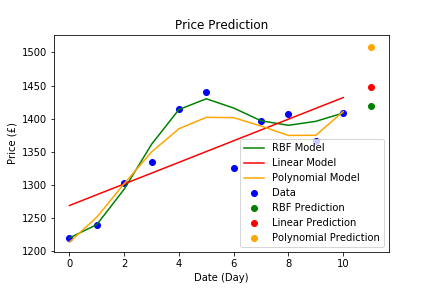 Price Prediction
Price (£)
1500
1450
1400
1350
1300
1250
1200
RBF Model
Linear Model
Polynomial Model
Data
RBF Prediction
Linear Prediction
Polynomial Prediction
0 2 4 6 8 10
Date (Day)